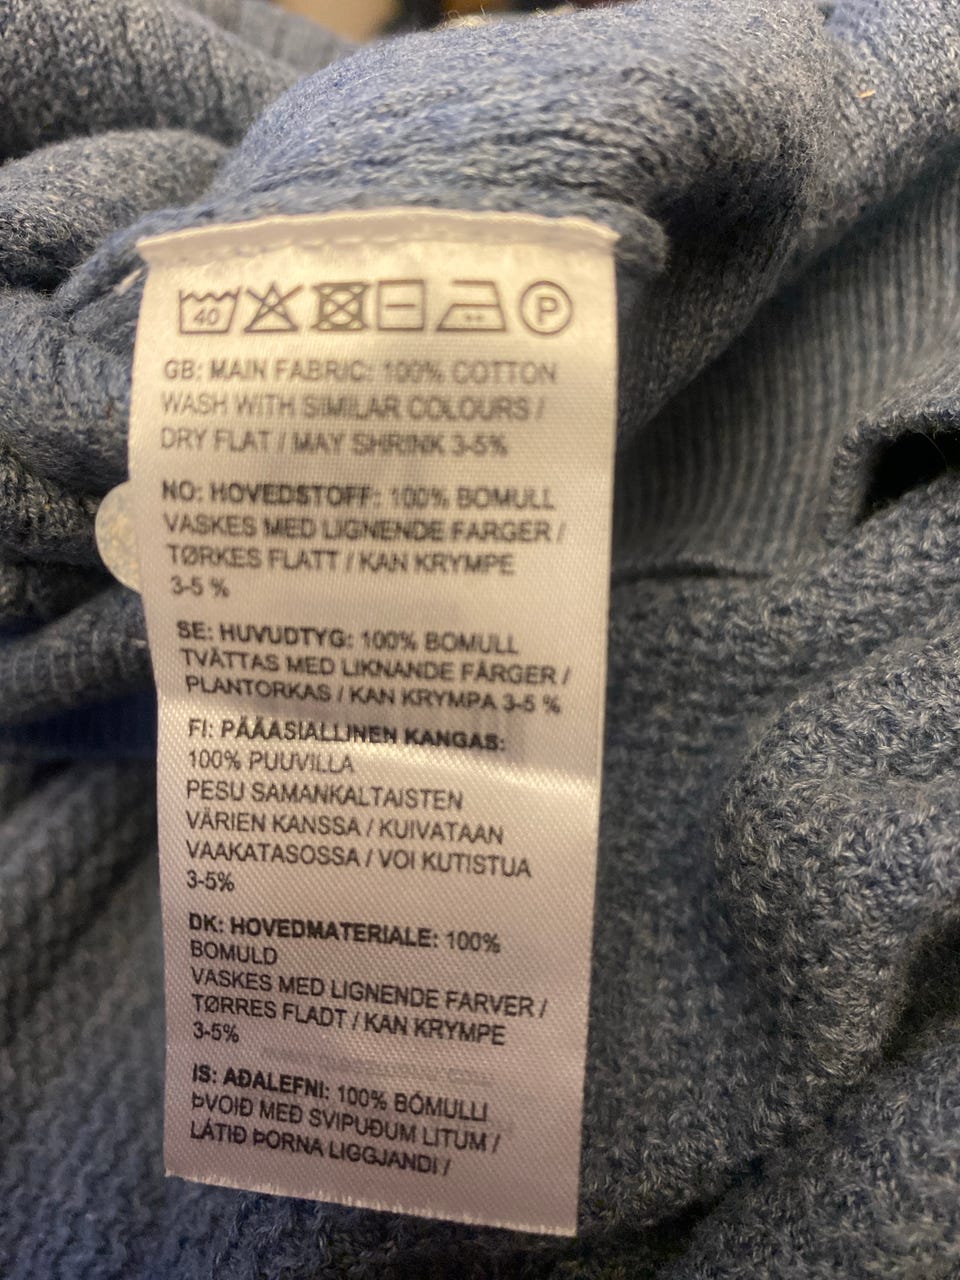 40 P
GB: MAIN FABRIC: 100% COTTON
WASH WITH SIMILAR COLOURS /
DRY FLAT / MAY SHRINK 3-5%
NO: HOVEDSTOFF: 100% BOMULL
VASKES MED LIGNENDE FARGER /
TØRKES FLATT / KAN KRYMPE
3-5 %
SE: HUVUDTYG: 100% BOMULL
TVÄTTAS MED LIKNANDE FÄRGER /
PLANTORKAS / KAN KRYMPA 3-5 %
FI: PÄÄASIALLINEN KANGAS:
100% PUUVILLA
PESU SAMANKALTAISTEN
VÄRIEN KANSSA / KUIVATAAN
VAAKATASOSSA / VOI KUTISTUA
3-5%
DK: HOVEDMATERIALE: 100%
BOMULD
VASKES MED LIGNENDE FARVER /
TØRRES FLADT / KAN KRYMPE
3-5%
IS: AÐALEFNI: 100% BÓMULLI
ÞVOIÐ MEÐ SVIPUÐUM LITUM /
LÁTIÐ ÞORNA LIGGJANDI /